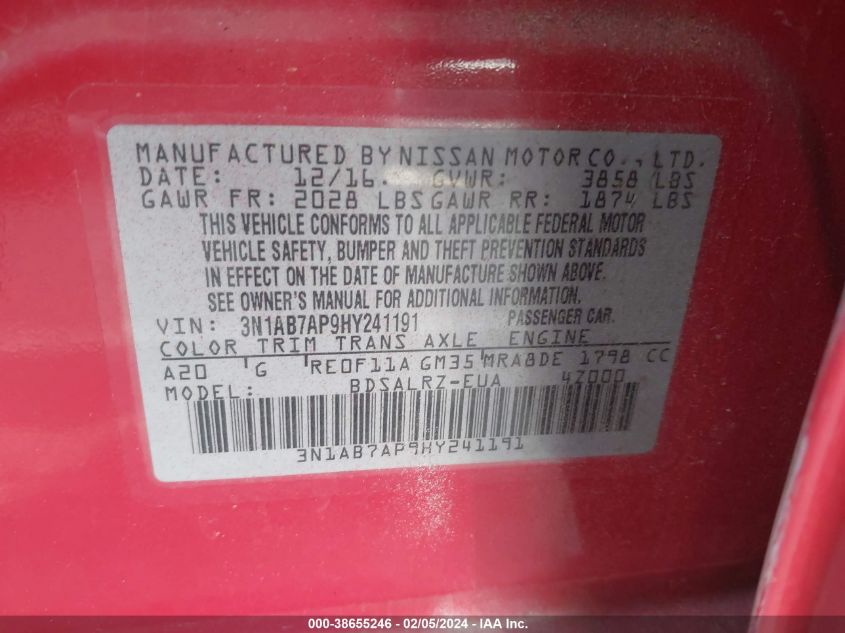 MANUFACTURED BY NISSAN MOTOR CO., LTD.
DATE: 12/16 GVWR: 3858 LBS
GAWR FR: 2028 LBS GAWR RR: 1874 LBS
THIS VEHICLE CONFORMS TO ALL APPLICABLE FEDERAL MOTOR
VEHICLE SAFETY, BUMPER AND THEFT PREVENTION STANDARDS
IN EFFECT ON THE DATE OF MANUFACTURE SHOWN ABOVE.
SEE OWNER'S MANUAL FOR ADDITIONAL INFORMATION.
VIN: 3N1AB7AP9HY241191 PASSENGER CAR.
COLOR TRIM TRANS AXLE ENGINE
A20 G RE0F11A GM35 MRA8DE 1798 CC
MODEL: BDSALRZ-EUA 4Z000
3N1AB7AP9HY241191
000-38655246 - 02/05/2024 - IAA, Inc.